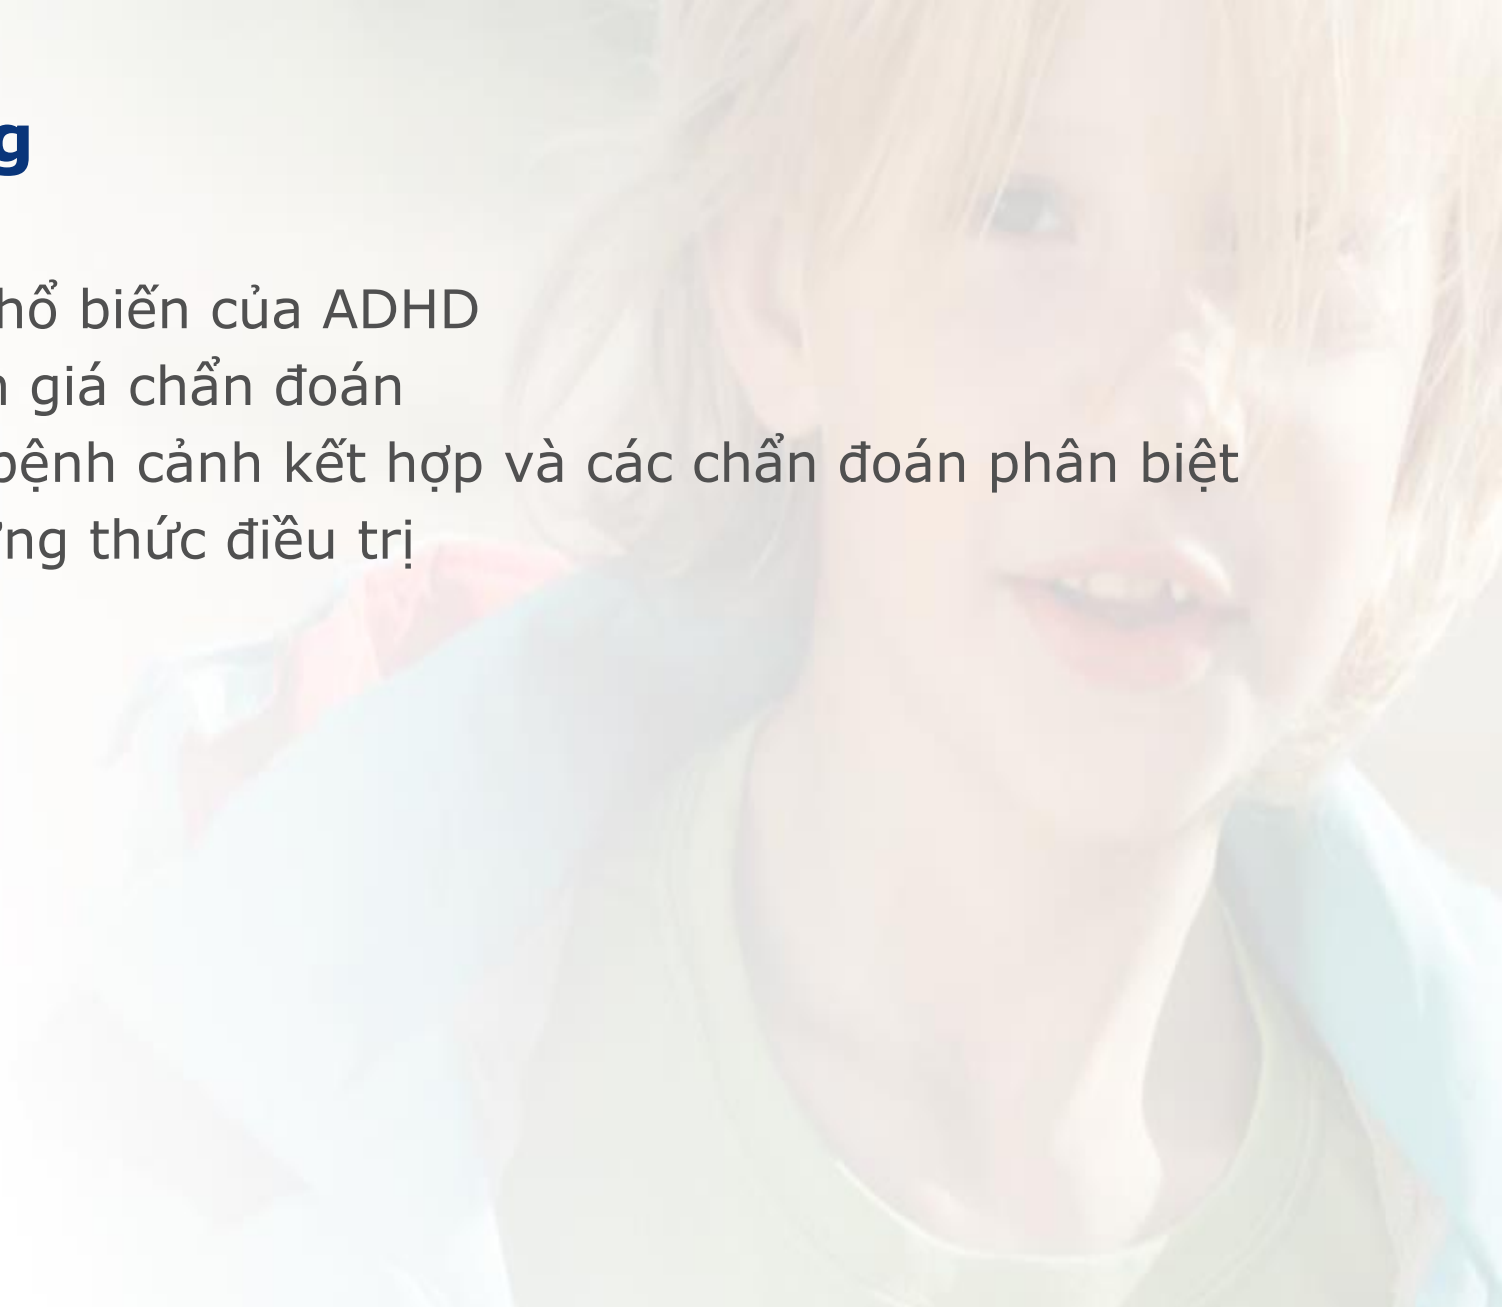 g
hổ biến của ADHD
giá chẩn đoán
bệnh cảnh kết hợp và các chẩn đoán phân biệt
ng thức điều trị